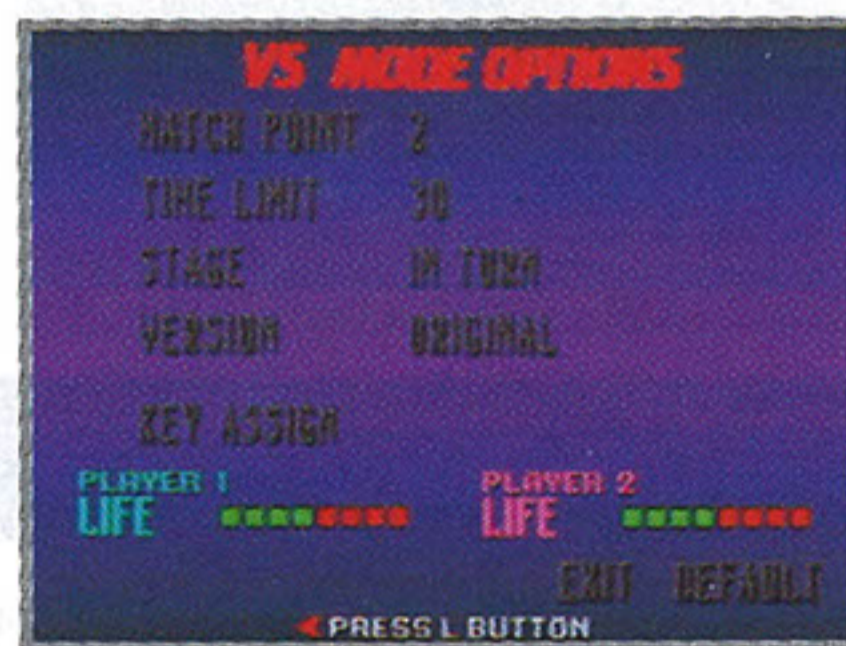 VS MODE OPTIONS
MATCH POINT 2
TIME LIMIT 30
STAGE IN TURN
VERSION ORIGINAL
KEY ASSIGN
PLAYER 1 PLAYER 2
LIFE LIFE
EXIT DEFAULT
PRESS L BUTTON